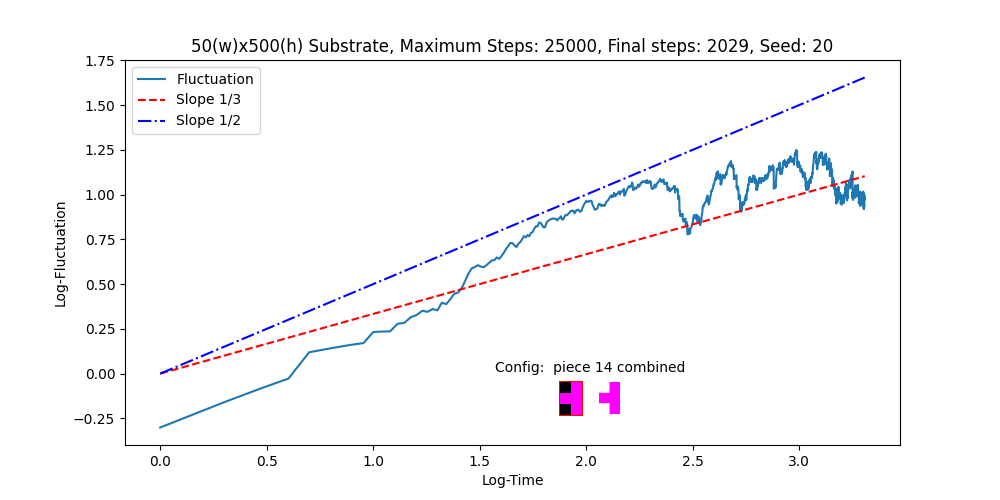 50(w)x500(h) Substrate, Maximum Steps: 25000, Final steps: 2029, Seed: 20
1.75
1.50
1.25
1.00
0.75
0.50
0.25
0.00
−0.25
Log-Fluctuation
Fluctuation
Slope 1/3
Slope 1/2
Config:  piece 14 combined
0.0 0.5 1.0 1.5 2.0 2.5 3.0
Log-Time